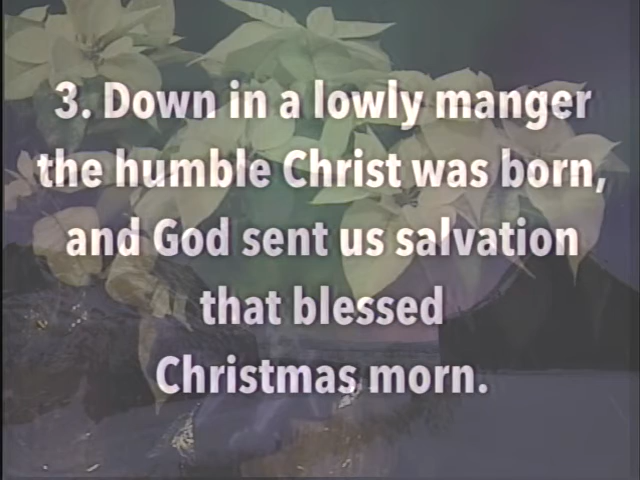 3. Down in a lowly manger
the humble Christ was born,
and God sent us salvation
that blessed
Christmas morn.